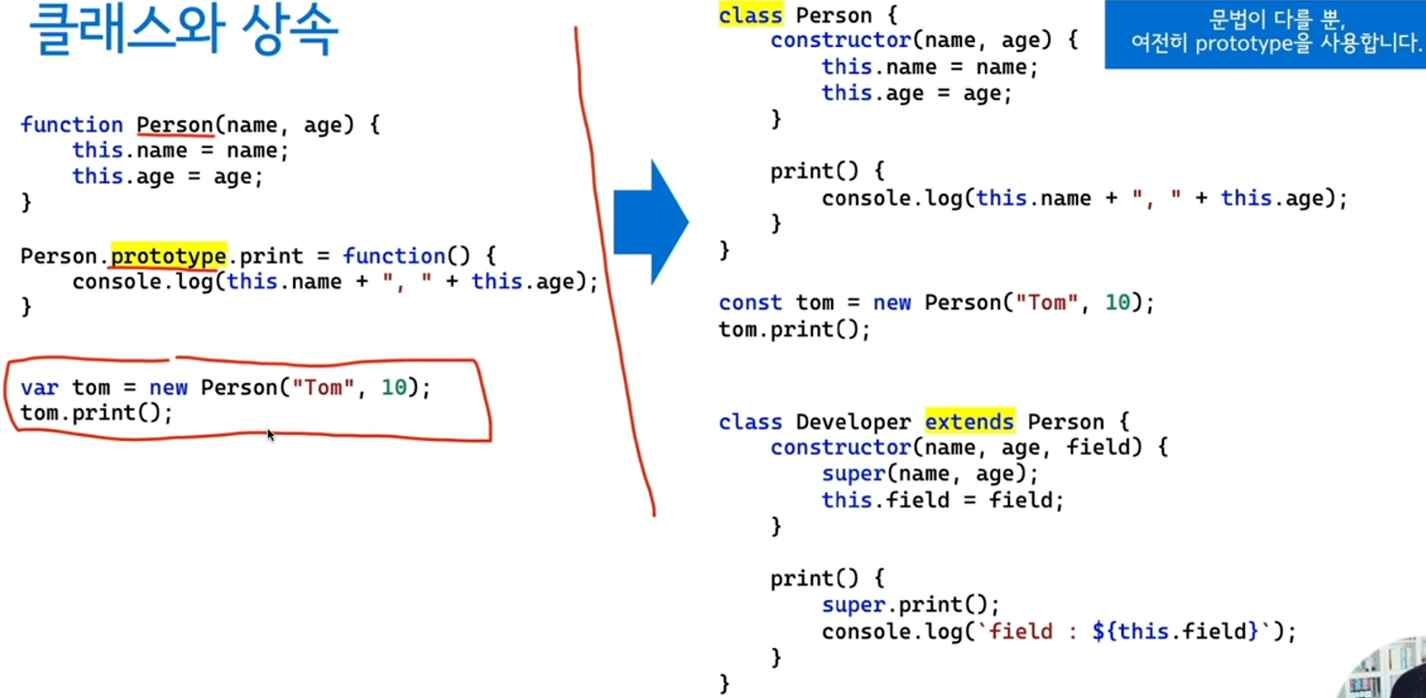 클래스와 상속
function Person(name, age) {
    this.name = name;
    this.age = age;
}
Person.prototype.print = function() {
    console.log(this.name + ", " + this.age);
}
var tom = new Person("Tom", 10);
tom.print();
문법이 다를 뿐,
여전히 prototype을 사용합니다.
class Person {
    constructor(name, age) {
        this.name = name;
        this.age = age;
    }
    print() {
        console.log(this.name + ", " + this.age);
    }
}
const tom = new Person("Tom", 10);
tom.print();
class Developer extends Person {
    constructor(name, age, field) {
        super(name, age);
        this.field = field;
    }
    print() {
        super.print();
        console.log(`field : ${this.field}`);
    }
}